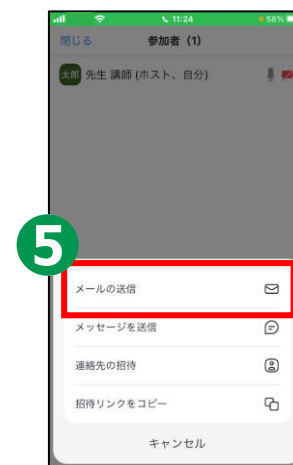 11:24
58%
閉じる
参加者（1）
太郎
先生 講師 (ホスト、自分)
5
メールの送信
メッセージを送信
連絡先の招待
招待リンクをコピー
キャンセル